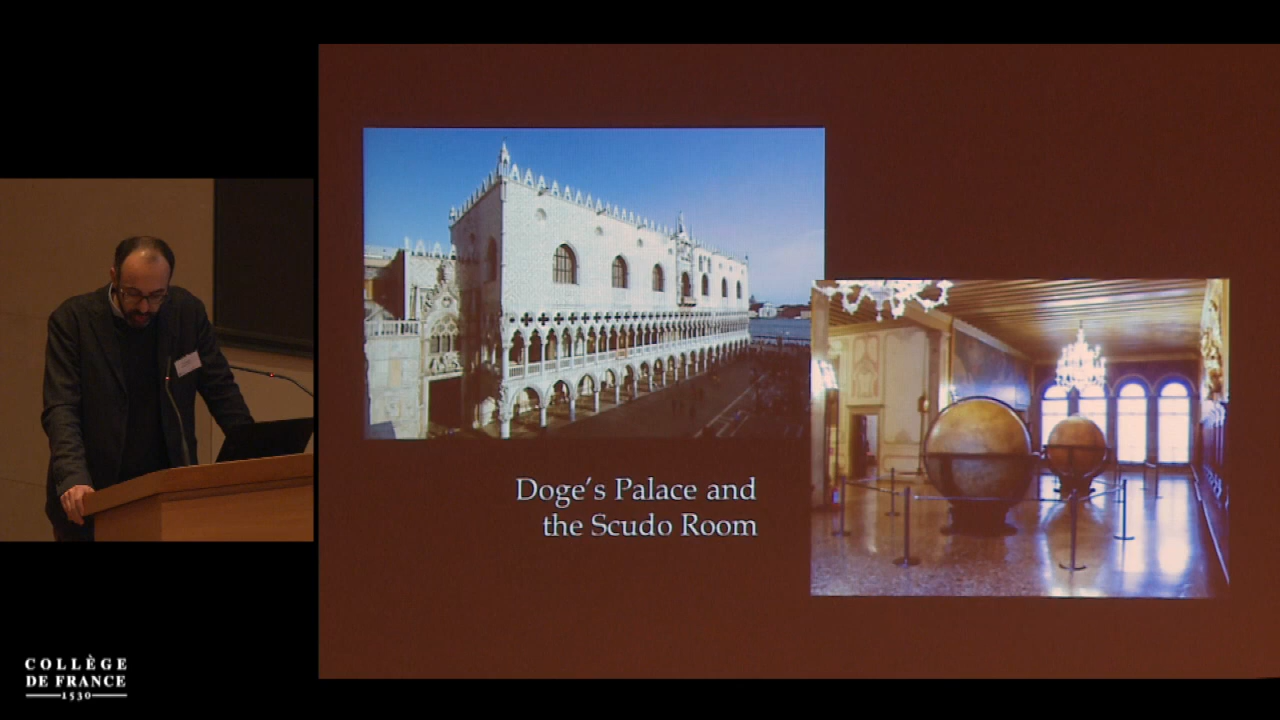 Doge's Palace and
the Scudo Room
COLLÈGE
DE FRANCE
1530